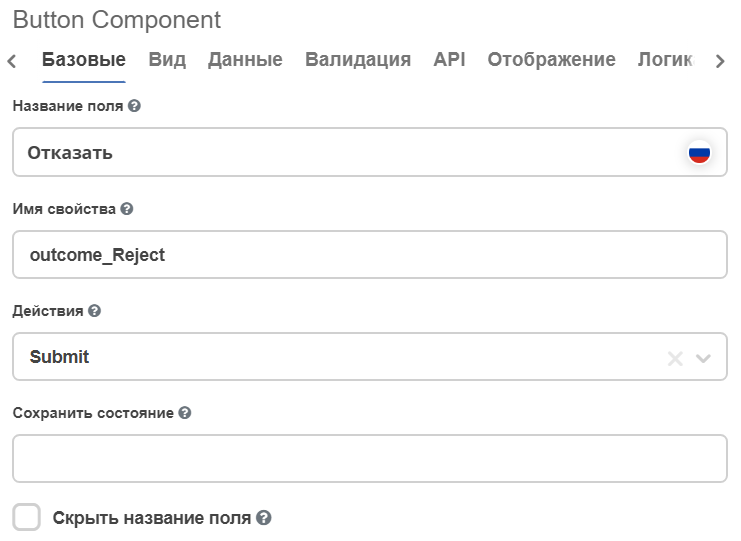 Button Component
Базовые Вид Данные Валидация API Отображение Логик
Название поля
Отказать
Имя свойства
outcome_Reject
Действия
Submit
Сохранить состояние
Скрыть название поля